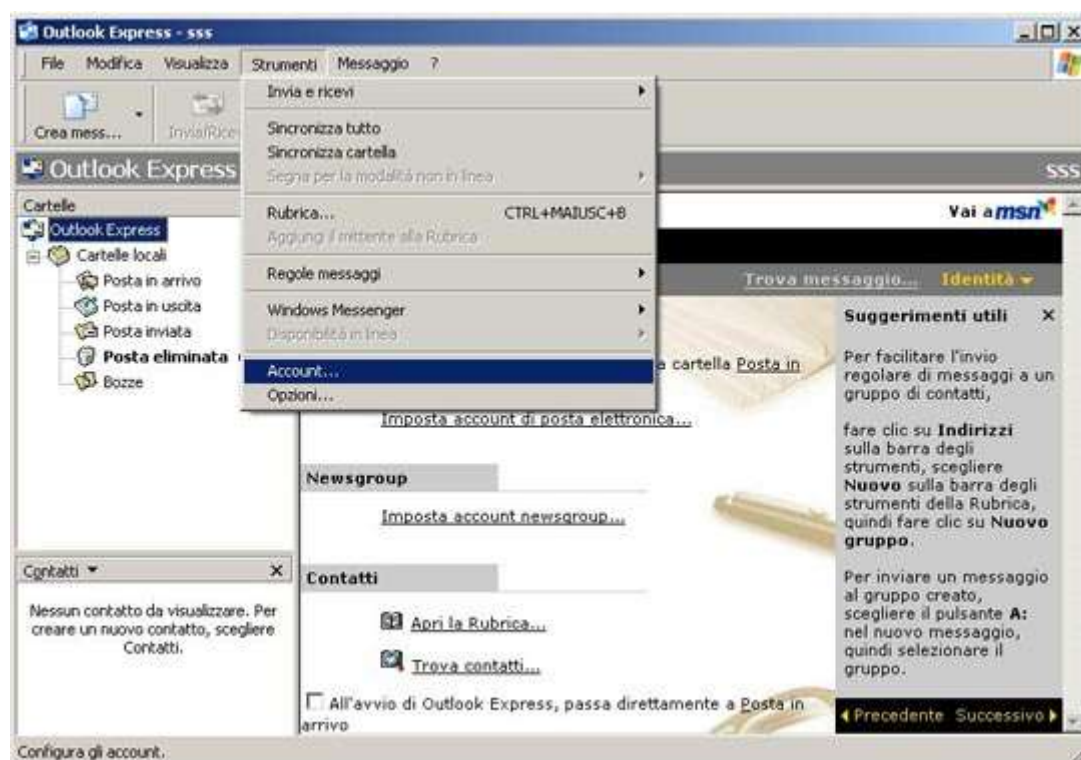 Outlook Express - sss
File Modifica Visualizza Strumenti Messaggio ?
Crea mess...
Invia e ricevi
Sincronizza tutto
Sincronizza cartella
Segna per la modalità non in linea
Rubrica... CTRL+MAIUSC+B
Aggiungi il mittente alla Rubrica
Regole messaggi
Windows Messenger
Disponibilità in linea
Account...
Opzioni...
Outlook Express
sss
Cartelle
Outlook Express
Cartelle locali
Posta in arrivo
Posta in uscita
Posta inviata
Posta eliminata
Bozze
Contatti
Nessun contatto da visualizzare. Per
creare un nuovo contatto, scegliere
Contatti.
Vai a msn
Trova messaggio... Identità
cartella Posta in
Imposta account di posta elettronica...
Newsgroup
Imposta account newsgroup...
Contatti
Apri la Rubrica...
Trova contatti...
All'avvio di Outlook Express, passa direttamente a Posta in
arrivo
Suggerimenti utili
Per facilitare l'invio
regolare di messaggi a un
gruppo di contatti,
fare clic su Indirizzi
sulla barra degli
strumenti, scegliere
Nuovo sulla barra degli
strumenti della Rubrica,
quindi fare clic su Nuovo
gruppo.
Per inviare un messaggio
al gruppo creato,
scegliere il pulsante A:
nel nuovo messaggio,
quindi selezionare il
gruppo.
Precedente Successivo
Configura gli account.